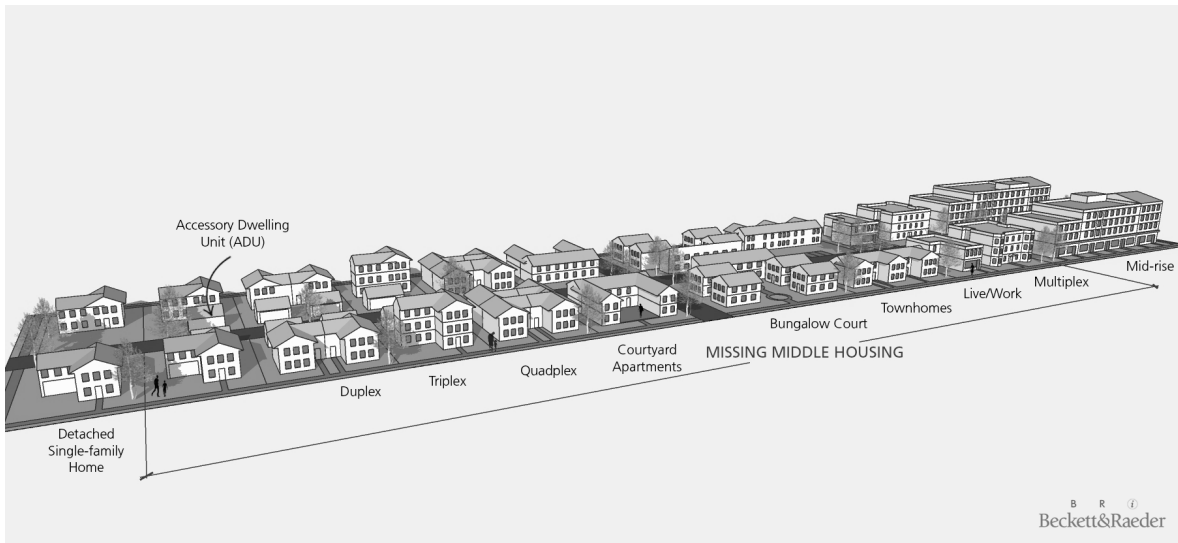 Accessory Dwelling
Unit (ADU)
Detached
Single-family
Home
Duplex
Triplex
Quadplex
Courtyard
Apartments
MISSING MIDDLE HOUSING
Bungalow Court
Townhomes
Live/Work
Multiplex
Mid-rise
B R i
Beckett&Raeder